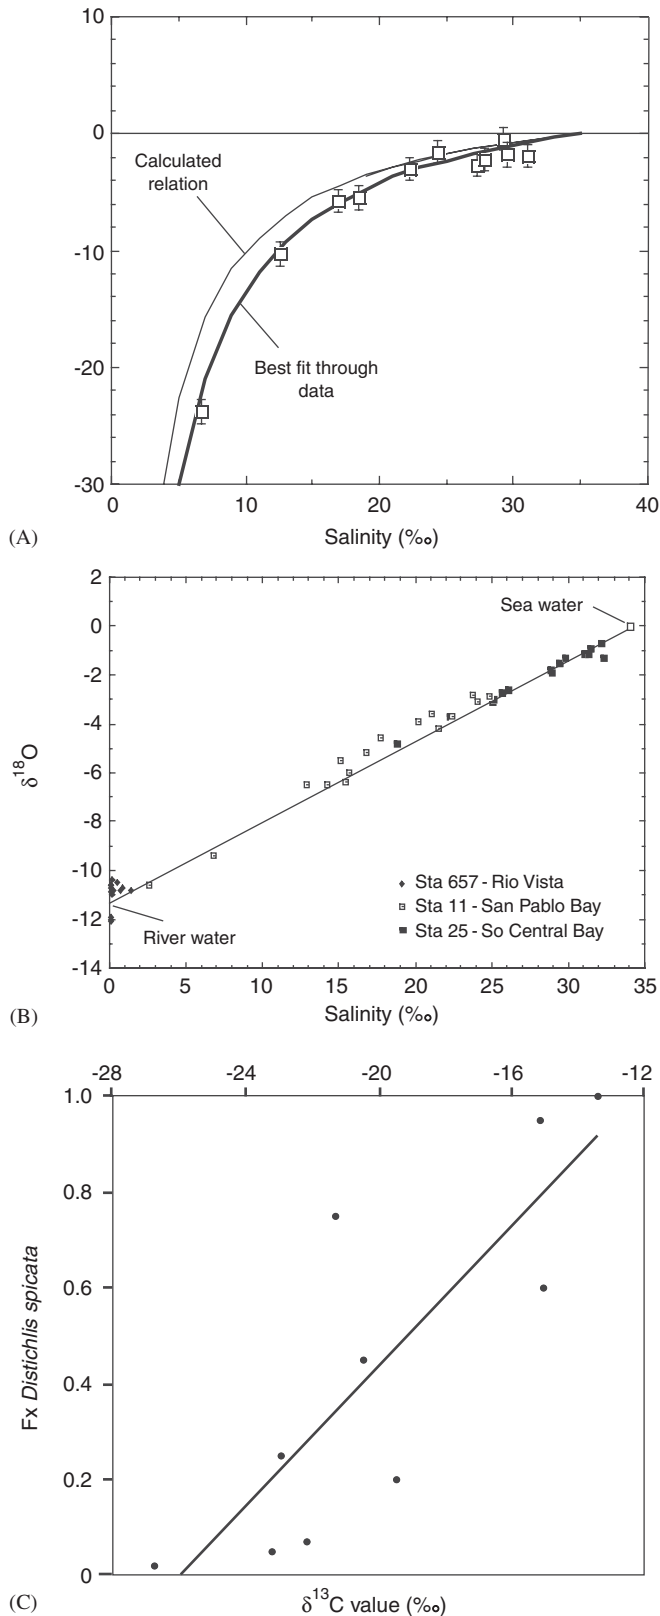 10
0
Calculated
relation
-10
Best fit through
data
-20
-30
0 10 20 30 40
(A) Salinity (‰)
2
Sea water
0
-2
-4
δ18O
-6
-8
-10
Sta 657 - Rio Vista
Sta 11 - San Pablo Bay
-12
River water
Sta 25 - So Central Bay
-14
0 5 10 15 20 25 30 35
(B) Salinity (‰)
-28 -24 -20 -16 -12
1.0
0.8
0.6
Fx Distichlis spicata
0.4
0.2
0
(C) δ13C value (‰)